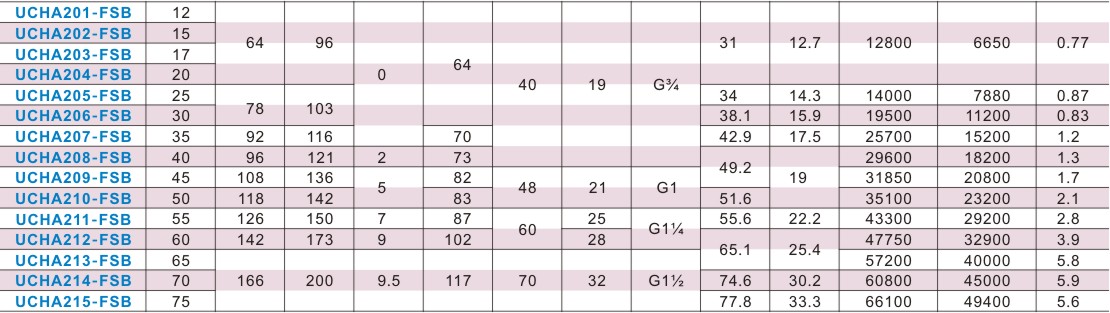 UCHA201-FSB 12
UCHA202-FSB 15
64 96 31 12.7 12800 6650 0.77
UCHA203-FSB 17
64
UCHA204-FSB 20 0
40 19 G¾
UCHA205-FSB 25 34 14.3 14000 7880 0.87
78 103
UCHA206-FSB 30 38.1 15.9 19500 11200 0.83
UCHA207-FSB 35 92 116 70 42.9 17.5 25700 15200 1.2
UCHA208-FSB 40 96 121 2 73 29600 18200 1.3
49.2
UCHA209-FSB 45 108 136 82 19 31850 20800 1.7
5 48 21 G1
UCHA210-FSB 50 118 142 83 51.6 35100 23200 2.1
UCHA211-FSB 55 126 150 7 87 25 55.6 22.2 43300 29200 2.8
60 G1¼
UCHA212-FSB 60 142 173 9 102 28 47750 32900 3.9
65.1 25.4
UCHA213-FSB 65 57200 40000 5.8
UCHA214-FSB 70 166 200 9.5 117 70 32 G1½ 74.6 30.2 60800 45000 5.9
UCHA215-FSB 75 77.8 33.3 66100 49400 5.6